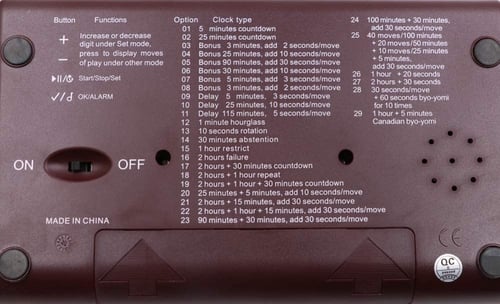 Button Functions
+ Increase or decrease
digit under Set mode,
− press to display moves
of play under other mode
Start/Stop/Set
OK/ALARM
ON OFF
MADE IN CHINA
Option Clock type
01 5 minutes countdown
02 25 minutes countdown
03 Bonus 3 minutes, add 2 seconds/move
04 Bonus 25 minutes, add 10 seconds/move
05 Bonus 90 minutes, add 30 seconds/move
06 Bonus 30 minutes, add 30 seconds/move
07 Bonus 5 minutes, add 3 seconds/move
08 Bonus 3 minutes, add 2 seconds/move
09 Delay 5 minutes, 3 seconds/move
10 Delay 25 minutes, 10 seconds/move
11 Delay 115 minutes, 5 seconds/move
12 1 minute hourglass
13 10 seconds rotation
14 30 minutes abstention
15 1 hour restrict
16 2 hours failure
17 2 hours + 30 minutes countdown
18 2 hours + 1 hour repeat
19 2 hours + 1 hour + 30 minutes countdown
20 25 minutes + 5 minutes, add 10 seconds/move
21 2 hours + 15 minutes, add 30 seconds/move
22 2 hours + 1 hour + 15 minutes, add 30 seconds/move
23 90 minutes + 30 minutes, add 30 seconds/move
24 100 minutes + 30 minutes,
add 30 seconds/move
25 40 moves/100 minutes
+ 20 moves/50 minutes
+ 10 moves/25 minutes
+ 5 minutes,
add 30 seconds/move
26 1 hour + 20 seconds
27 2 hours + 30 seconds
28 30 seconds/move
+ 60 seconds byo-yomi
for 10 times
29 1 hour + 5 minutes
Canadian byo-yomi
CE
QC